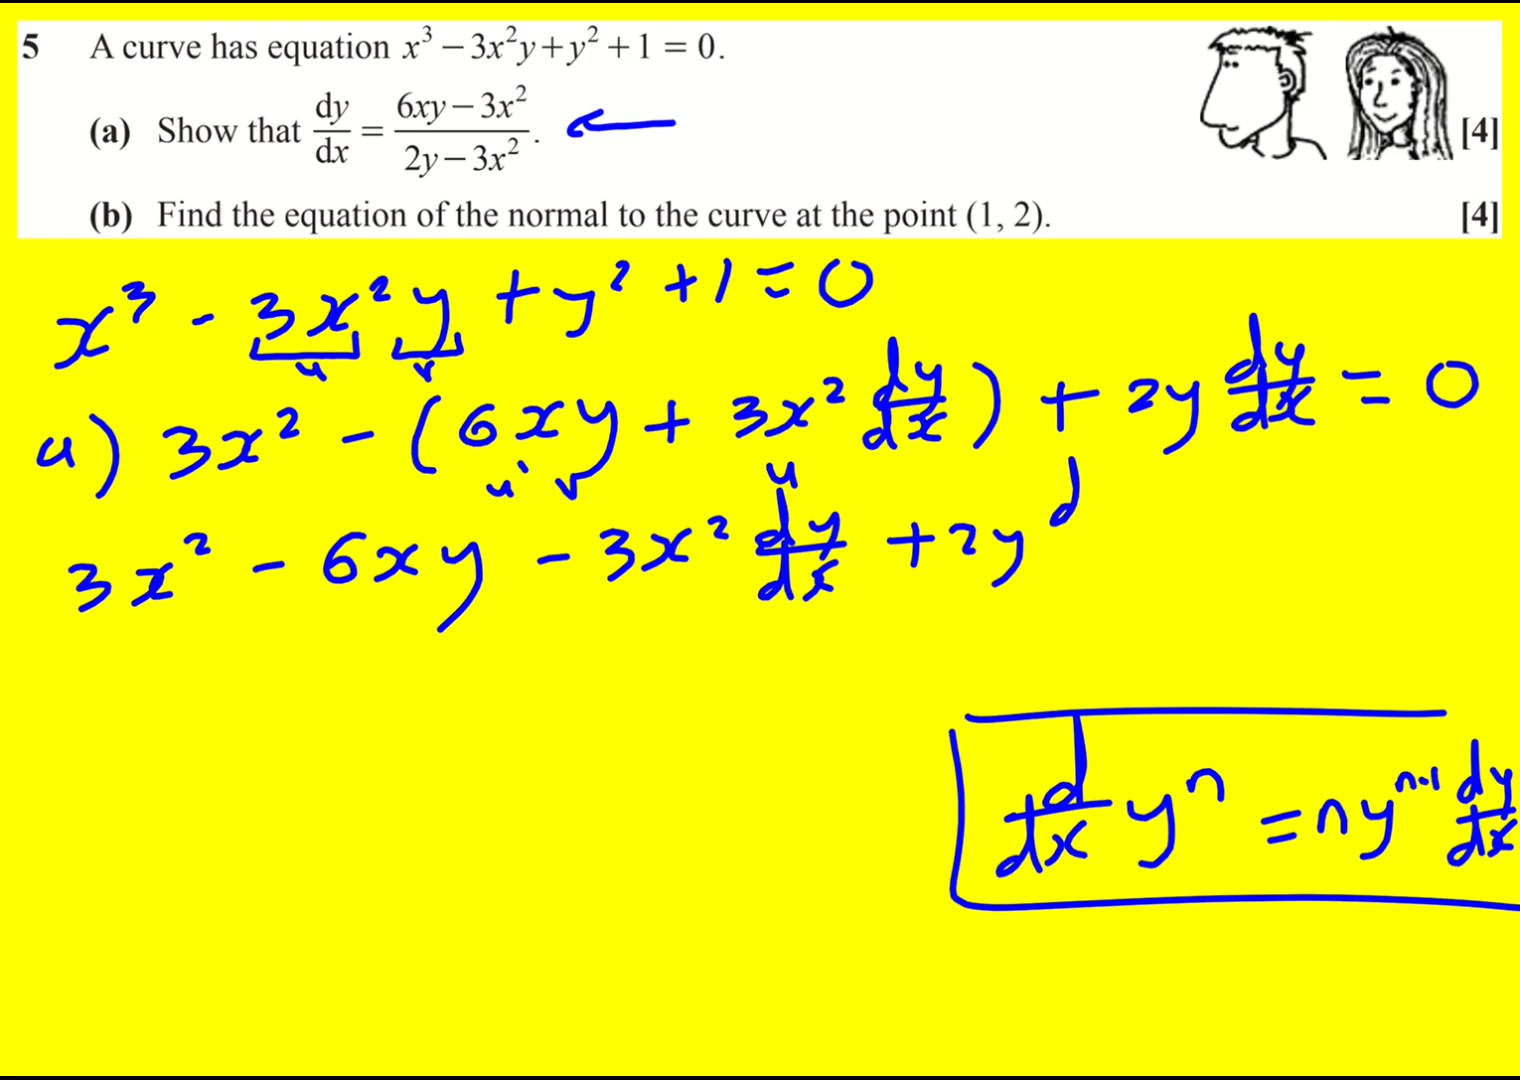 5 A curve has equation x³ − 3x²y + y² + 1 = 0.
(a) Show that dy/dx = (6xy − 3x²)/(2y − 3x²). [4]
(b) Find the equation of the normal to the curve at the point (1, 2). [4]
x³ - 3x²y + y² + 1 = 0
u v
a) 3x² - (6xy + 3x² dy/dx) + 2y dy/dx = 0
u' v u
3x² - 6xy - 3x² dy/dx + 2y d
d/dx yⁿ = nyⁿ⁻¹ dy/dx